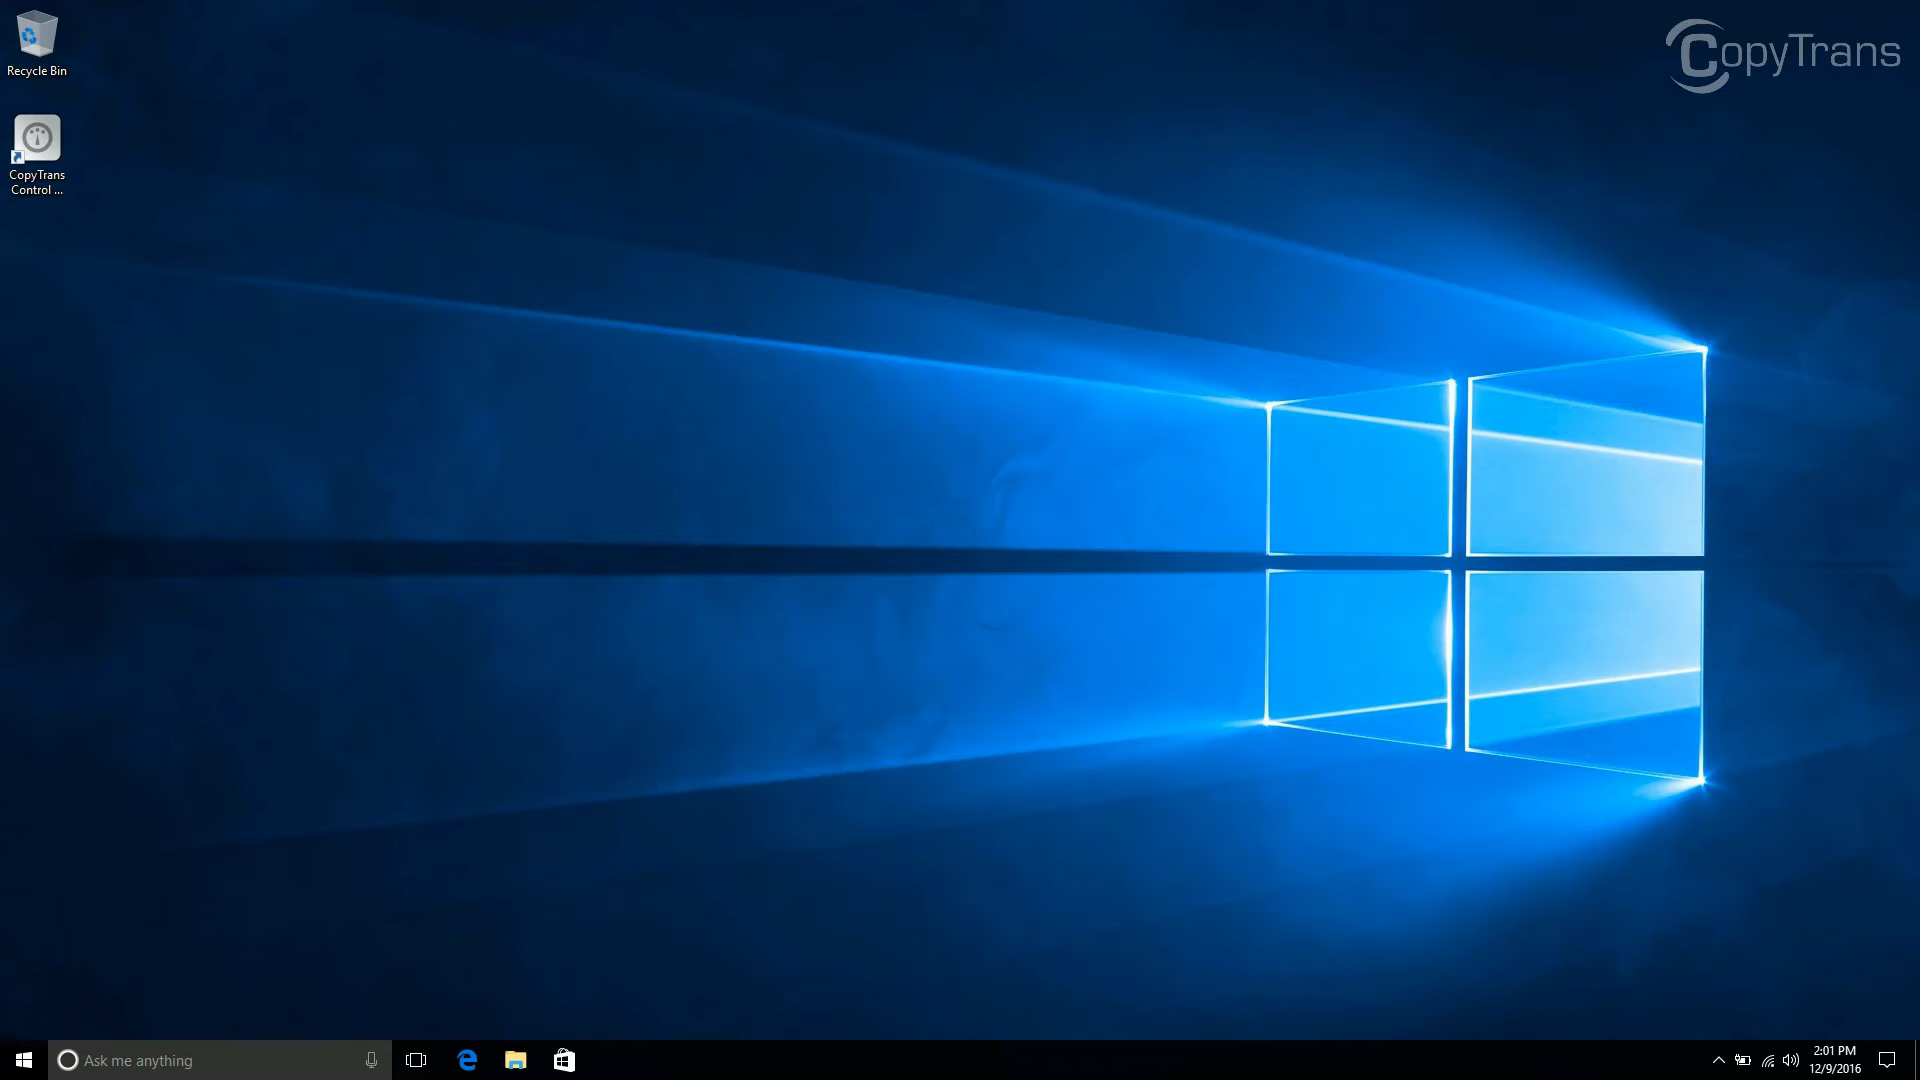 Recycle Bin
CopyTrans
Control ...
CopyTrans
Ask me anything
2:01 PM
12/9/2016